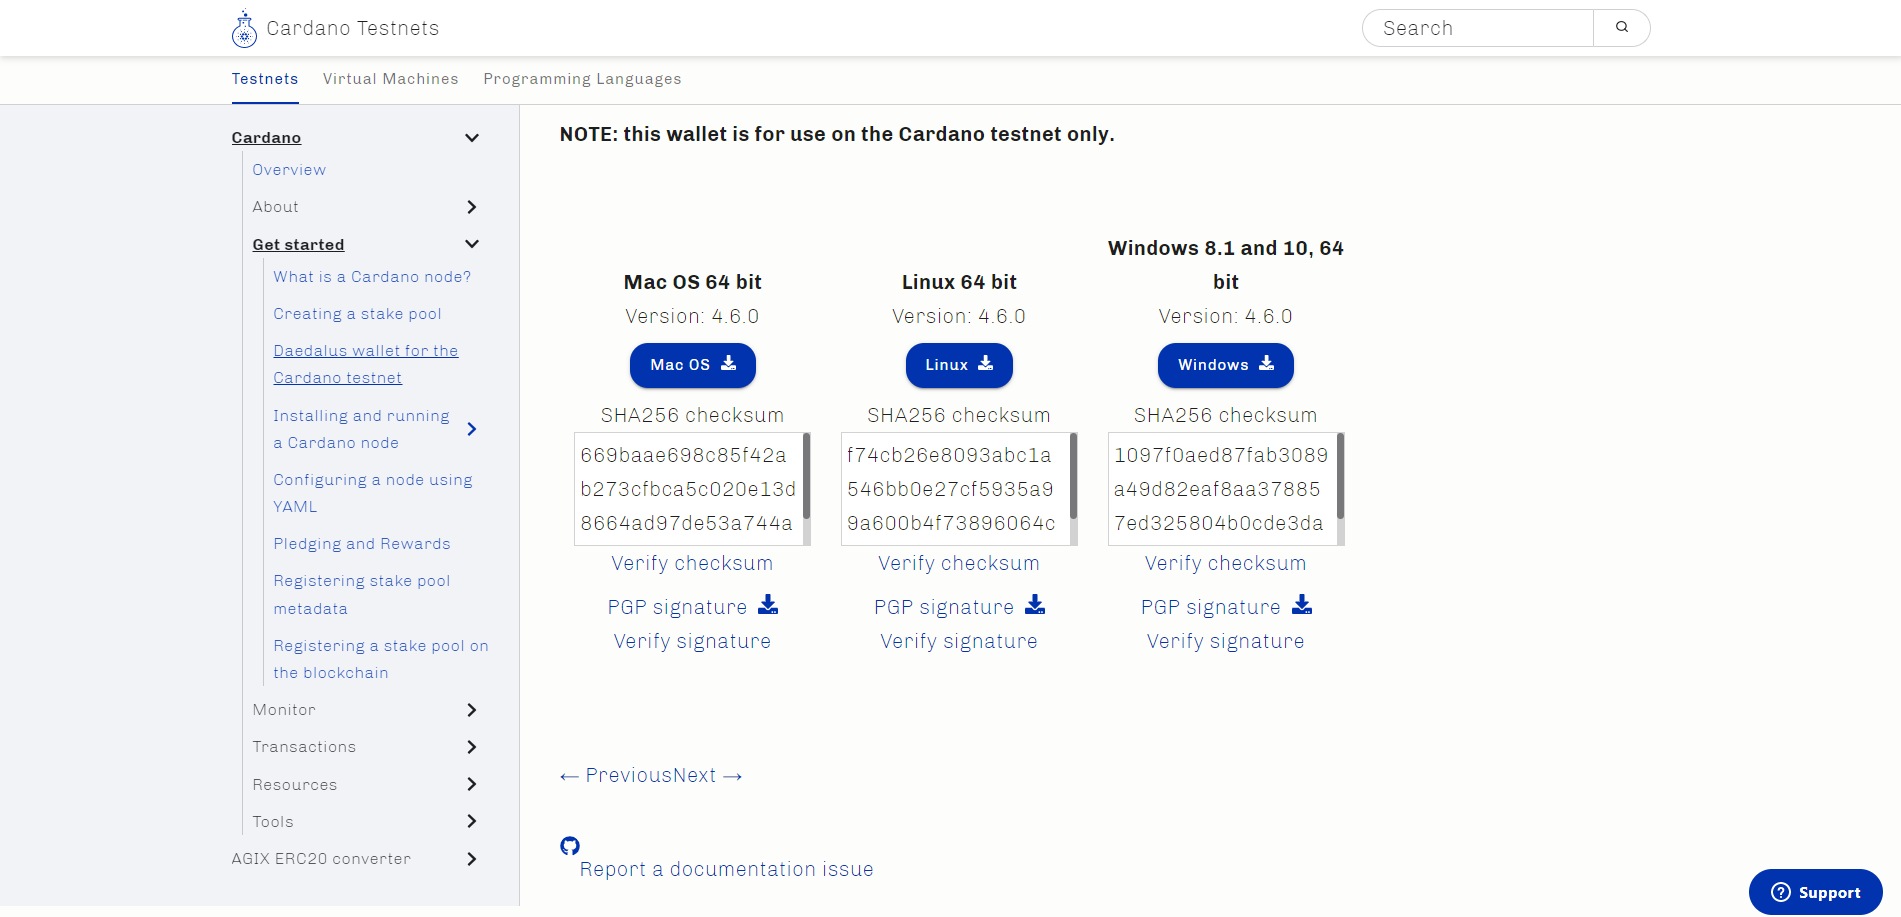 Cardano Testnets
Search
Testnets Virtual Machines Programming Languages
Cardano
Overview
About
Get started
What is a Cardano node?
Creating a stake pool
Daedalus wallet for the
Cardano testnet
Installing and running
a Cardano node
Configuring a node using
YAML
Pledging and Rewards
Registering stake pool
metadata
Registering a stake pool on
the blockchain
Monitor
Transactions
Resources
Tools
AGIX ERC20 converter
NOTE: this wallet is for use on the Cardano testnet only.
Mac OS 64 bit
Version: 4.6.0
Mac OS
SHA256 checksum
669baae698c85f42a
b273cfbca5c020e13d
8664ad97de53a744a
Verify checksum
PGP signature
Verify signature
Linux 64 bit
Version: 4.6.0
Linux
SHA256 checksum
f74cb26e8093abc1a
546bb0e27cf5935a9
9a600b4f73896064c
Verify checksum
PGP signature
Verify signature
Windows 8.1 and 10, 64
bit
Version: 4.6.0
Windows
SHA256 checksum
1097f0aed87fab3089
a49d82eaf8aa37885
7ed325804b0cde3da
Verify checksum
PGP signature
Verify signature
← PreviousNext →
Report a documentation issue
Support